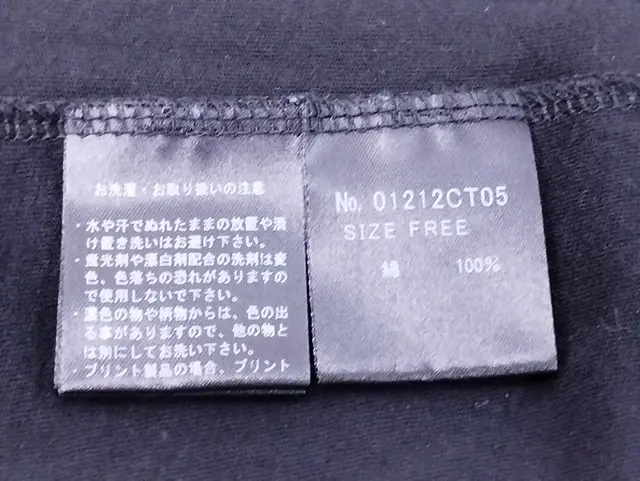 お洗濯・お取り扱いの注意
・水や汗でぬれたままの放置や漬
け置き洗いはお避け下さい。
・蛍光剤や漂白剤配合の洗剤は変
色、色落ちの恐れがありますの
で使用しないで下さい。
・濃色の物や柄物からは、色の出
る事がありますので、他の物と
は別にしてお洗い下さい。
・プリント製品の場合、プリント
No. 01212CT05
SIZE FREE
綿 100%